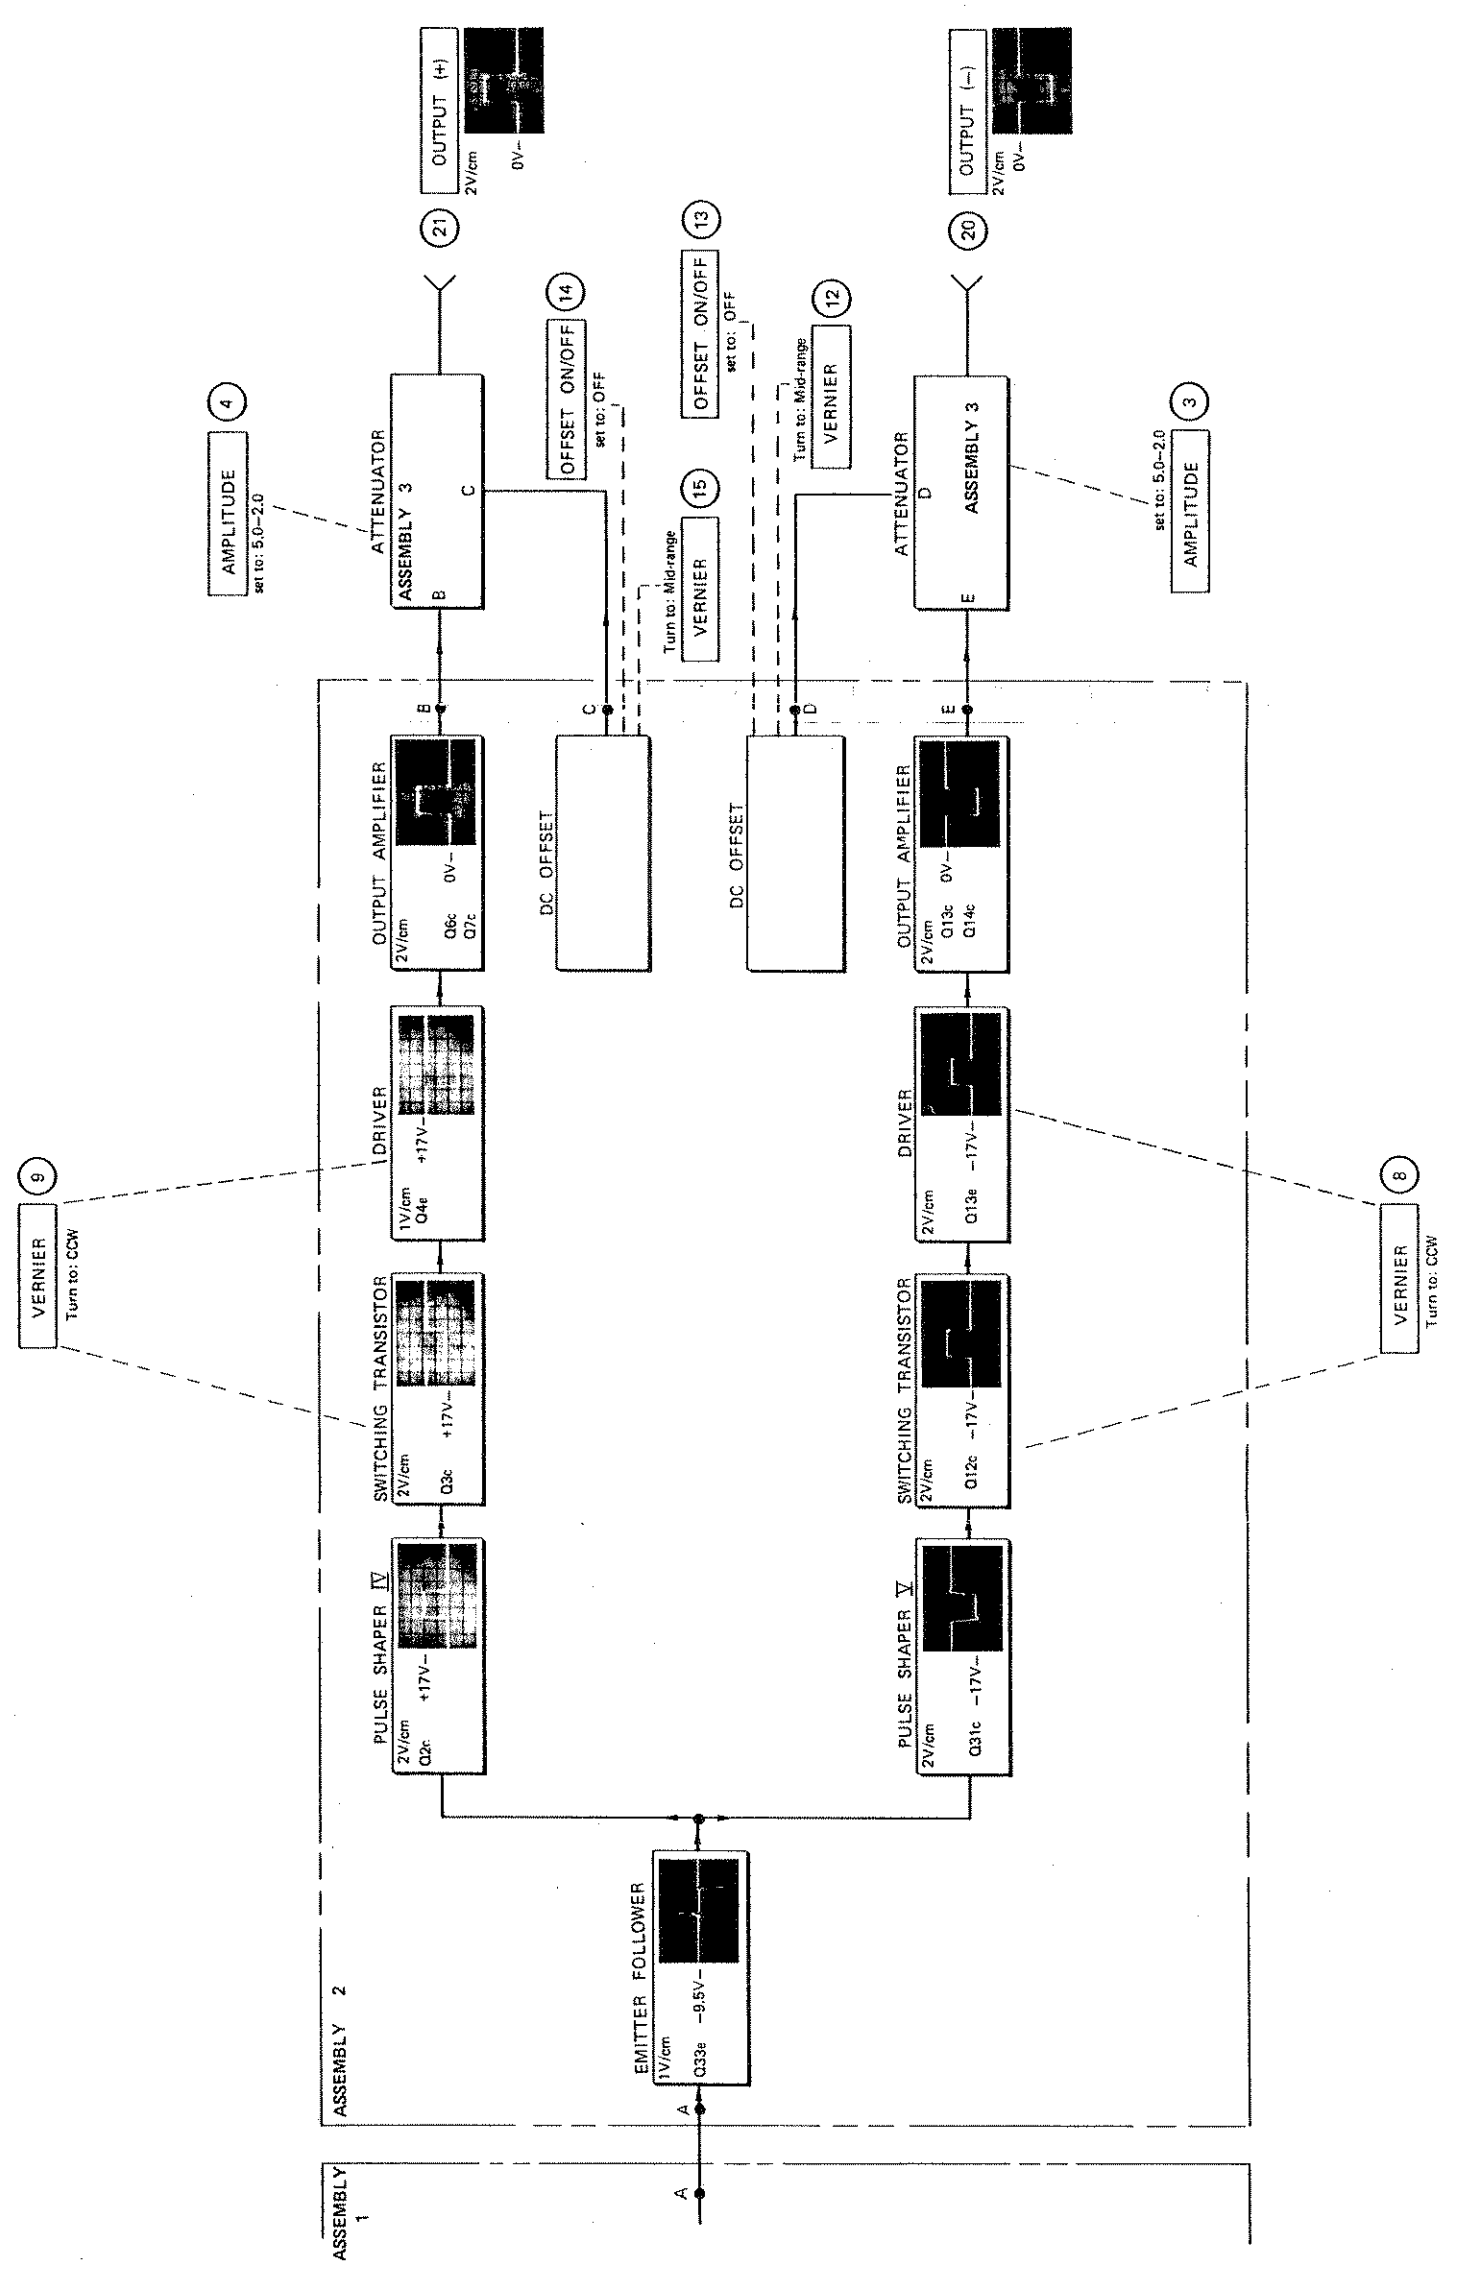 ASSEMBLY
1
A
ASSEMBLY 2
A
EMITTER FOLLOWER
1V/cm
Q33e -9.5V-
VERNIER
9
Turn to: CCW
PULSE SHAPER IV
2V/cm
Q2c +17V-
SWITCHING TRANSISTOR
2V/cm
Q3c +17V-
DRIVER
1V/cm
Q4e +17V-
OUTPUT AMPLIFIER
2V/cm
Q6c 0V-
Q7c
B
AMPLITUDE
4
set to: 5.0-2.0
ATTENUATOR
ASSEMBLY 3
B
C
21
OUTPUT (+)
2V/cm
0V-
DC OFFSET
C
OFFSET ON/OFF
14
set to: OFF
Turn to: Mid-range
VERNIER
15
OFFSET ON/OFF
13
set to: OFF
DC OFFSET
D
Turn to: Mid-range
VERNIER
12
PULSE SHAPER V
2V/cm
Q31c -17V-
SWITCHING TRANSISTOR
2V/cm
Q12c -17V-
DRIVER
2V/cm
Q13e -17V-
OUTPUT AMPLIFIER
2V/cm
Q13c 0V-
Q14c
E
ATTENUATOR
D
E
ASSEMBLY 3
20
OUTPUT (-)
2V/cm
0V-
set to: 5.0-2.0
AMPLITUDE
3
VERNIER
8
Turn to: CCW